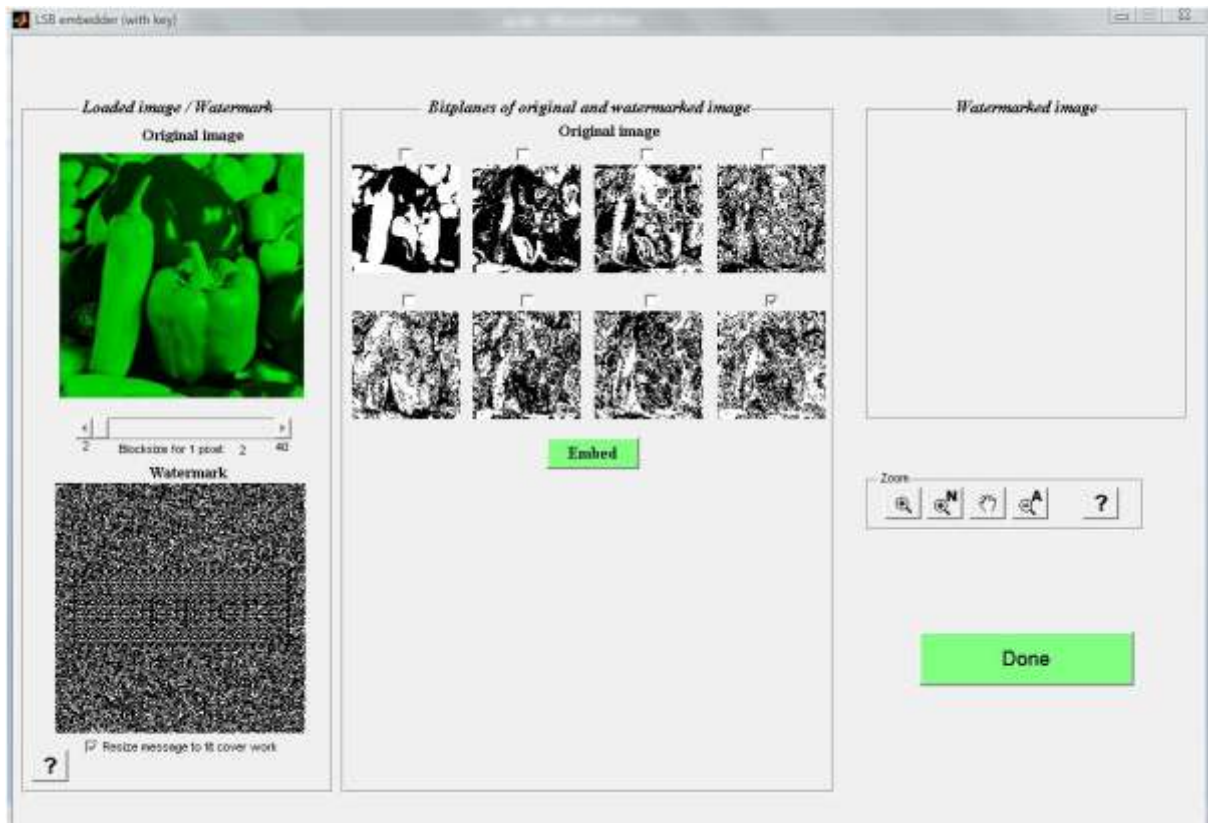 LSB embedder (with key)
Loaded image / Watermark
Original image
2 Blocksize for 1 pixel: 2 40
Watermark
Resize message to fit cover work
?
Bitplanes of original and watermarked image
Original image
Embed
Watermarked image
Zoom
N A ?
Done